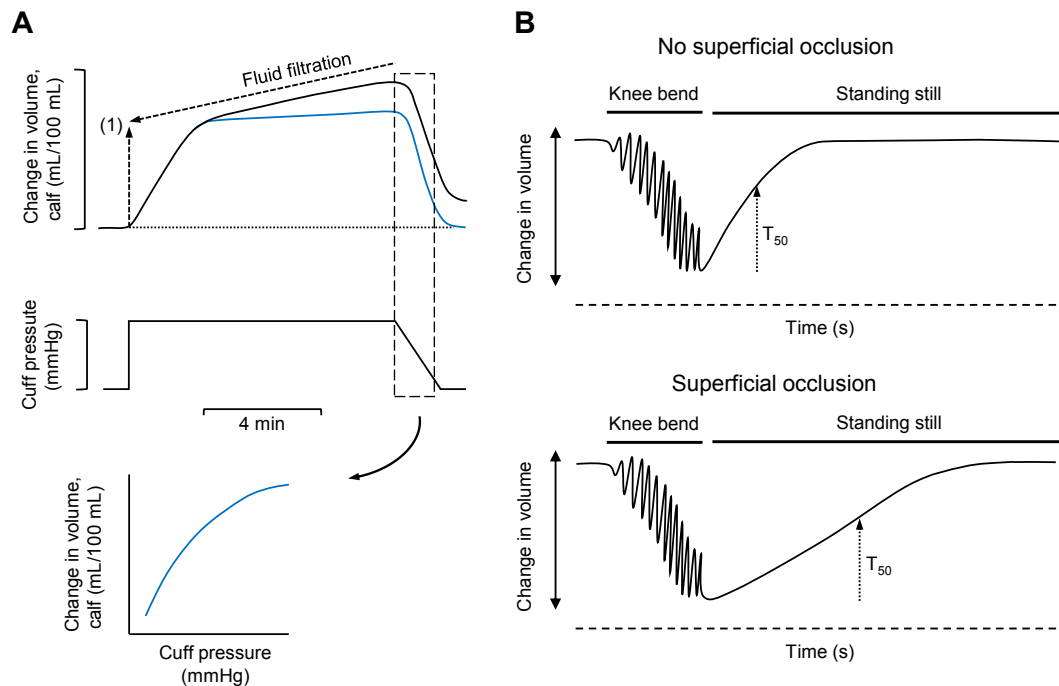 A
Change in volume,
calf (mL/100 mL)
Fluid filtration
(1)
Cuff pressute
(mmHg)
4 min
Change in volume,
calf (mL/100 mL)
Cuff pressure
(mmHg)
B
No superficial occlusion
Knee bend
Standing still
Change in volume
T50
Time (s)
Superficial occlusion
Knee bend
Standing still
Change in volume
T50
Time (s)